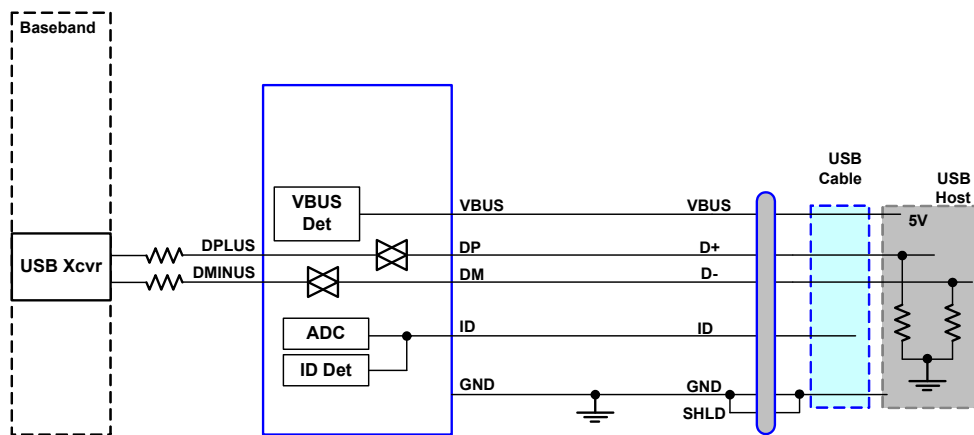 Baseband
USB
Cable
USB
Host
VBUS
Det
VBUS
VBUS
5V
USB Xcvr
DPLUS
DP
D+
DMINUS
DM
D-
ADC
ID
ID
ID Det
GND
GND
SHLD